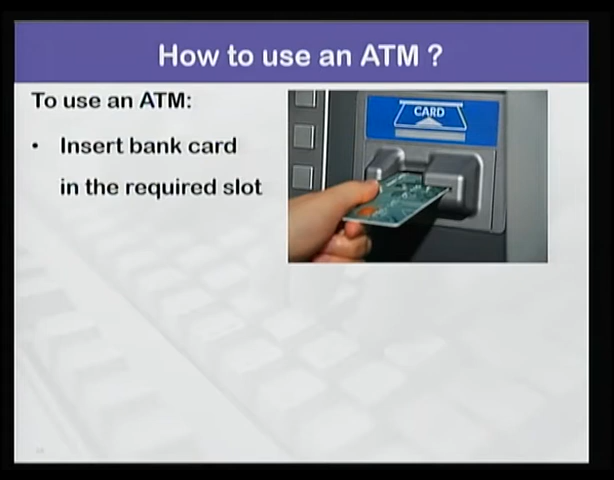 How to use an ATM ?
To use an ATM:
• Insert bank card
in the required slot
CARD